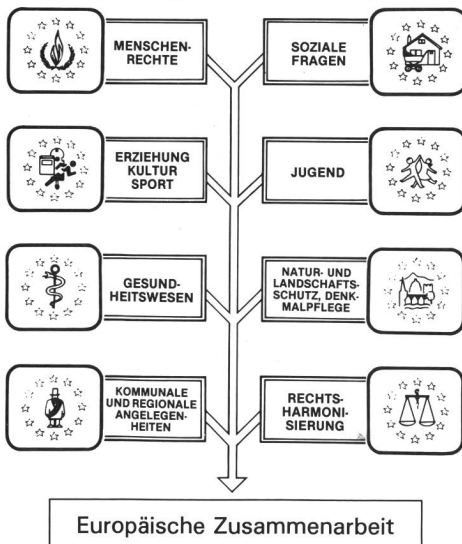 MENSCHEN-
RECHTE
SOZIALE
FRAGEN
ERZIEHUNG
KULTUR
SPORT
JUGEND
GESUND-
HEITSWESEN
NATUR- UND
LANDSCHAFTS-
SCHUTZ, DENK-
MALPFLEGE
KOMMUNALE
UND REGIONALE
ANGELEGEN-
HEITEN
RECHTS-
HARMONI-
SIERUNG
Europäische Zusammenarbeit